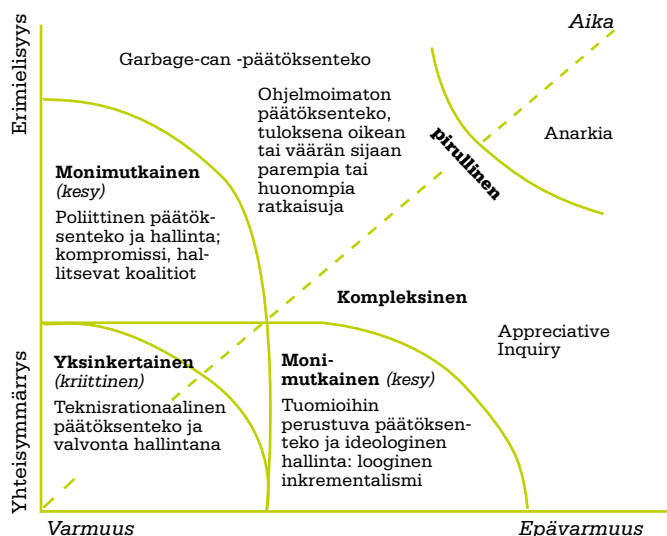 Aika
Erimielisyys
Garbage-can -päätöksenteko
Ohjelmoimaton
päätöksenteko,
tuloksena oikean
tai väärän sijaan
parempia tai
huonompia
ratkaisuja
pirullinen
Anarkia
Monimutkainen
(kesy)
Poliittinen päätök-
senteko ja hallinta;
kompromissi, hal-
litsevat koalitiot
Kompleksinen
Appreciative
Inquiry
Yhteisymmärrys
Yksinkertainen
(kriittinen)
Teknisrationaalinen
päätöksenteko ja
valvonta hallintana
Moni-
mutkainen (kesy)
Tuomioihin
perustuva päätöksen-
teko ja ideologinen
hallinta: looginen
inkrementalismi
Varmuus
Epävarmuus